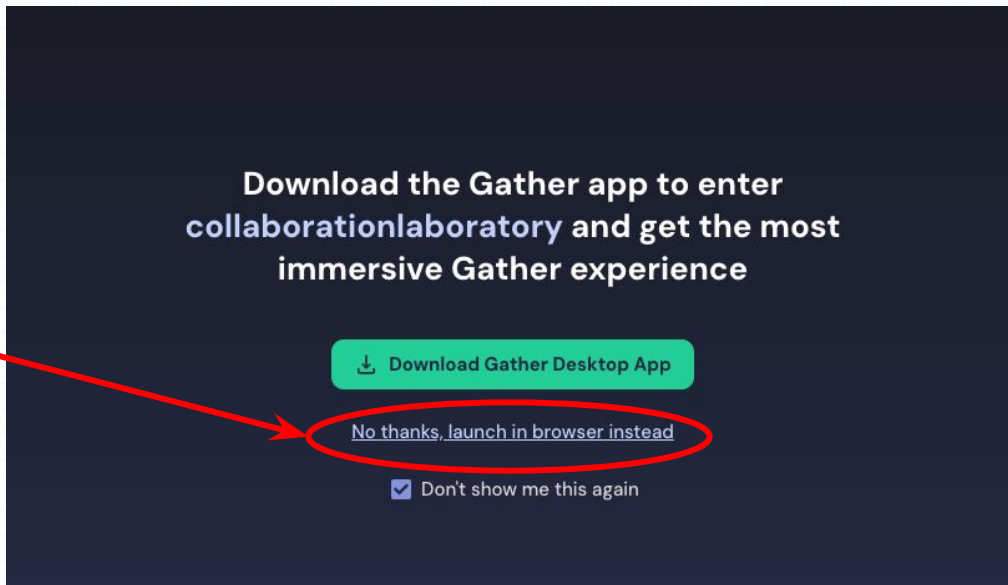 Download the Gather app to enter
collaborationlaboratory and get the most
immersive Gather experience
Download Gather Desktop App
No thanks, launch in browser instead
Don't show me this again